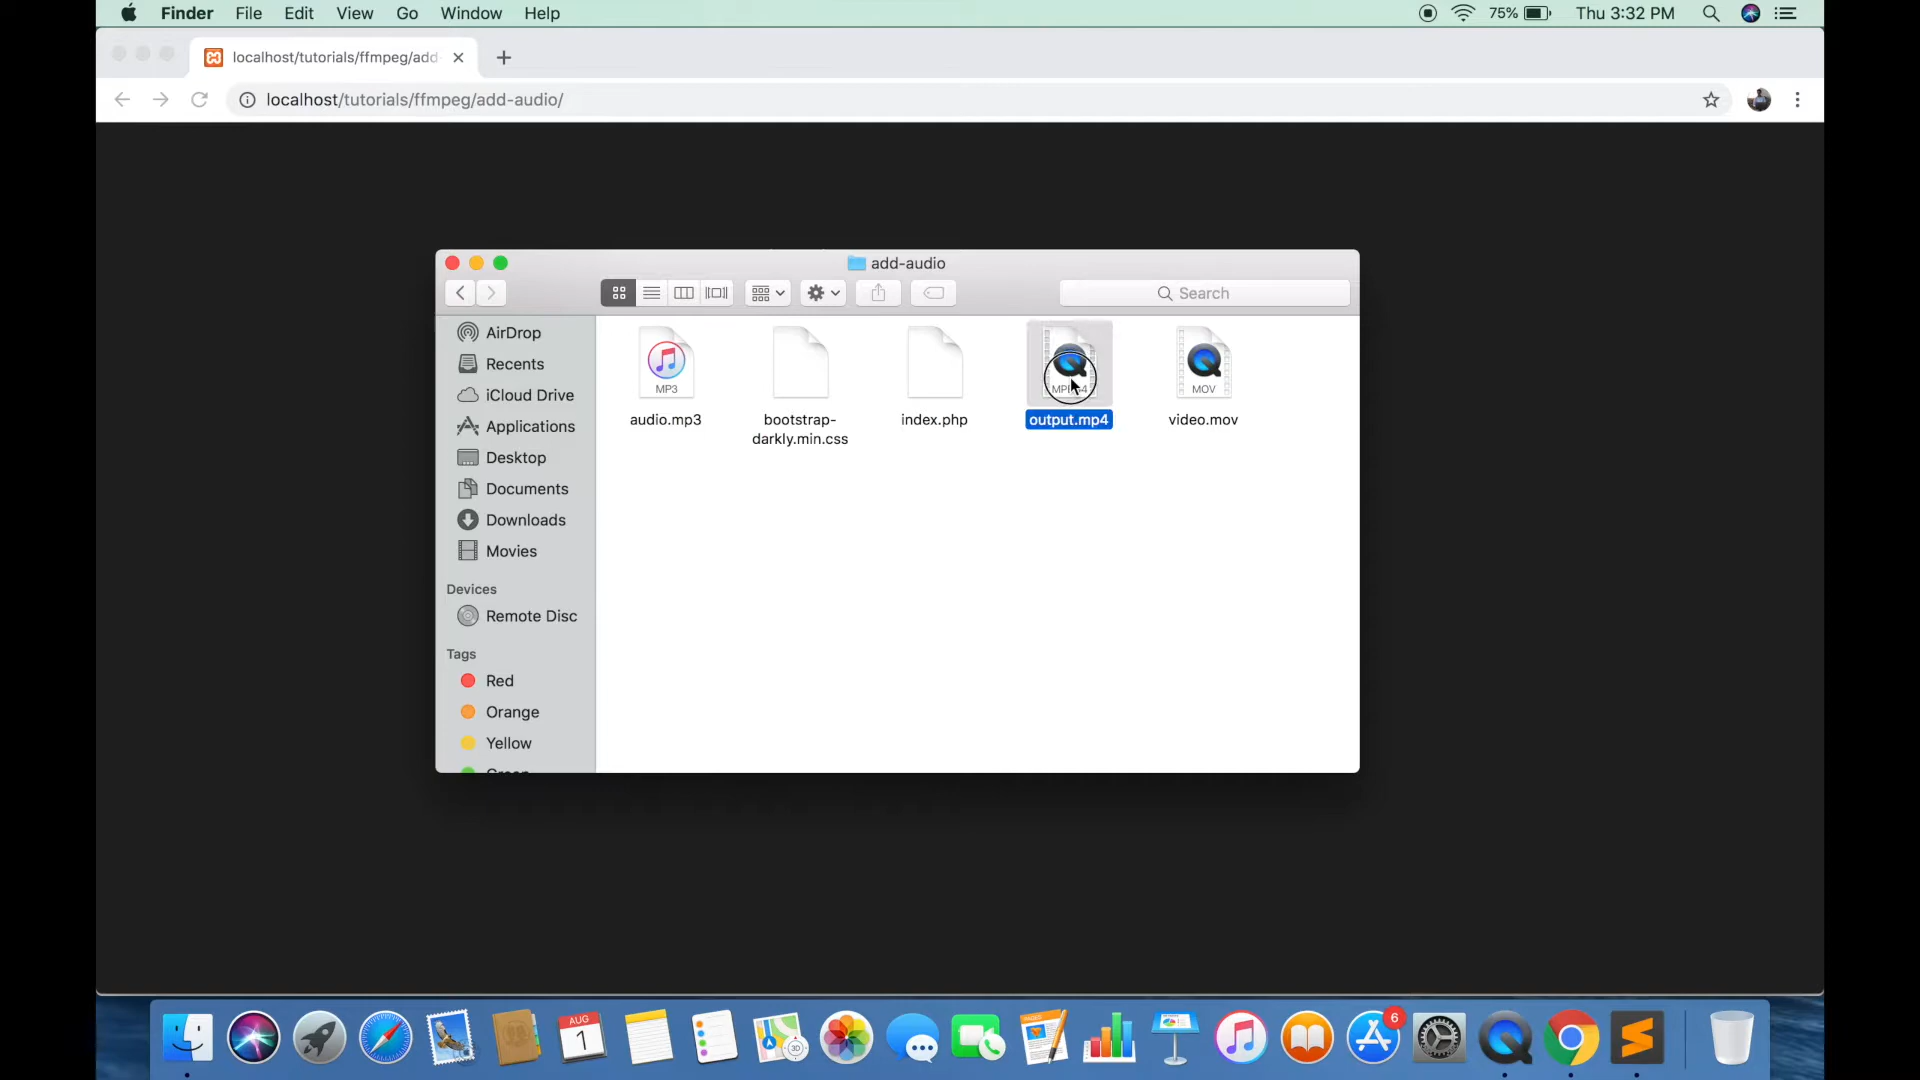 Finder File Edit View Go Window Help 75% Thu 3:32 PM
localhost/tutorials/ffmpeg/add-
localhost/tutorials/ffmpeg/add-audio/
add-audio
Search
AirDrop
Recents
iCloud Drive
Applications
Desktop
Documents
Downloads
Movies
Devices
Remote Disc
Tags
Red
Orange
Yellow
Green
MP3
audio.mp3
bootstrap-
darkly.min.css
index.php
output.mp4
MOV
video.mov
AUG
1
PAGES
6